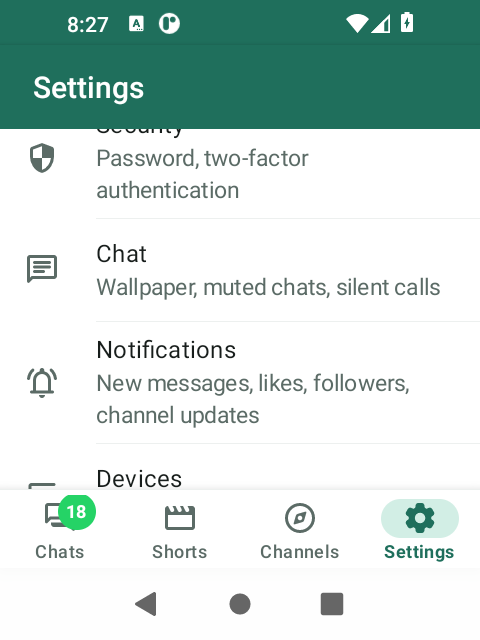 8:27
A
Settings
Security
Password, two-factor
authentication
Chat
Wallpaper, muted chats, silent calls
Notifications
New messages, likes, followers,
channel updates
Devices
18
Chats
Shorts
Channels
Settings